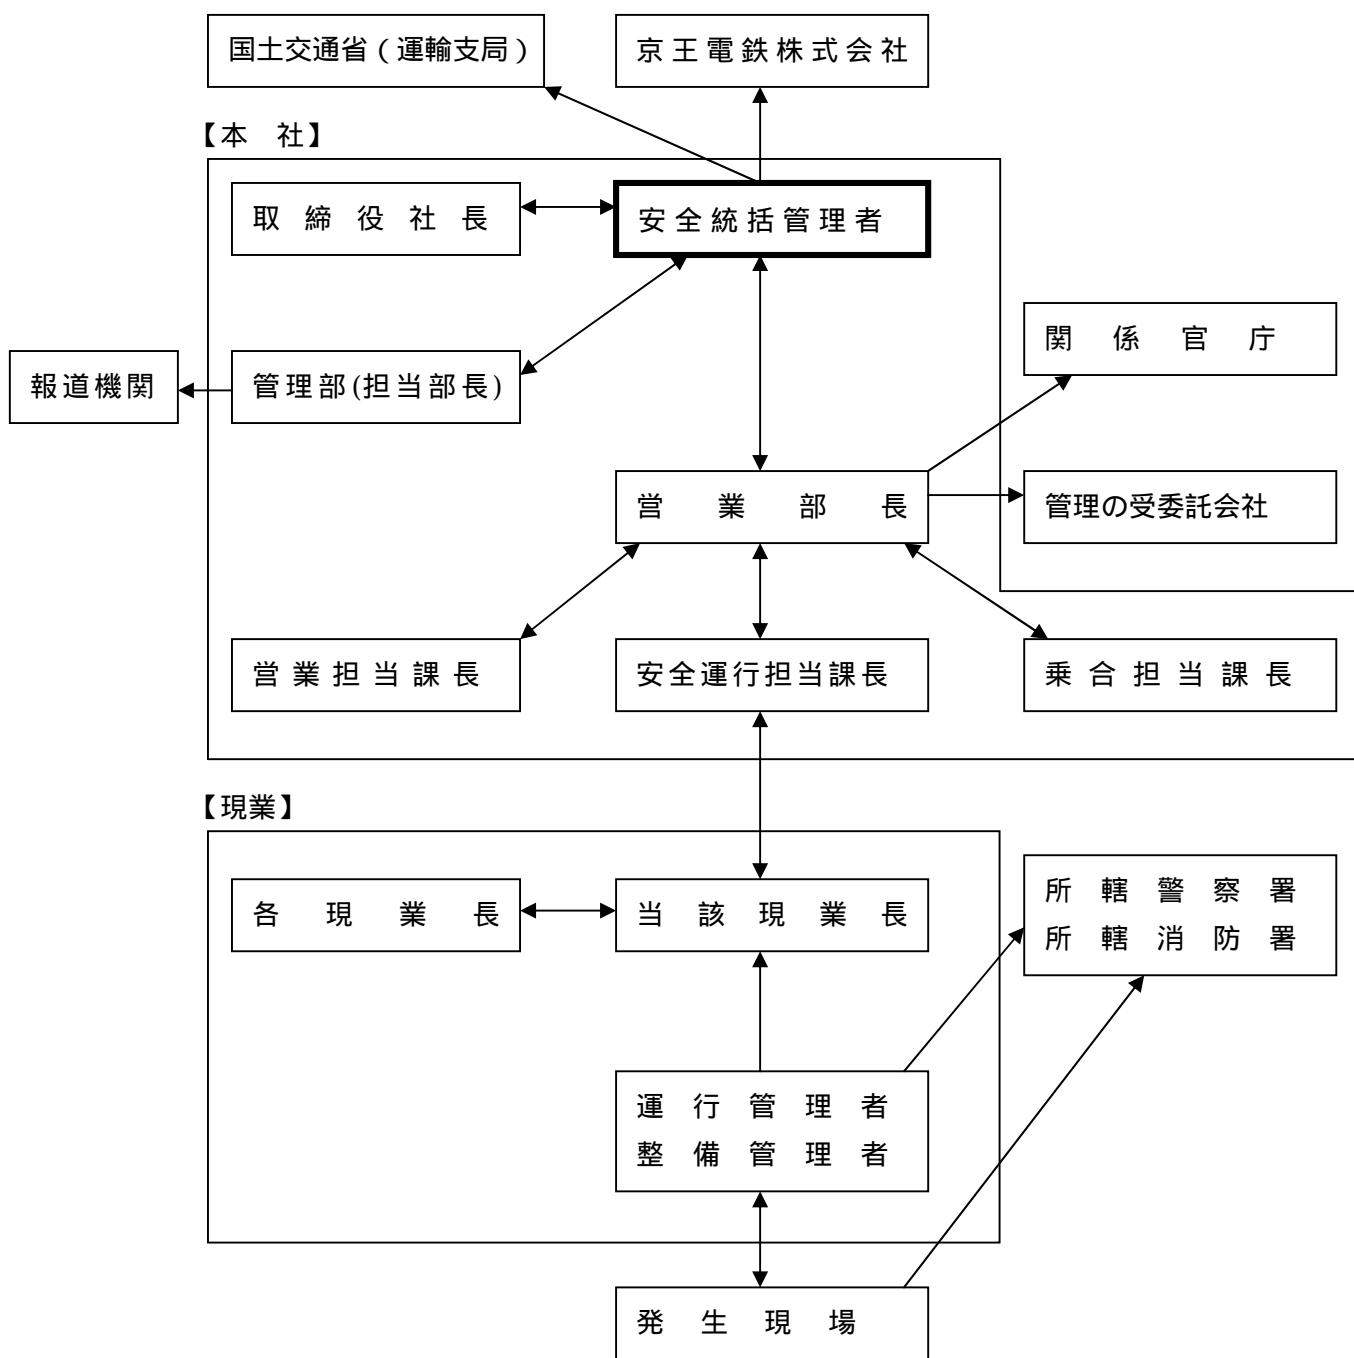 国土交通省（運輸支局）
京王電鉄株式会社
【本　社】
取締役社長
安全統括管理者
関係官庁
報道機関
管理部(担当部長)
営業部長
管理の受委託会社
営業担当課長
安全運行担当課長
乗合担当課長
【現業】
各現業長
当該現業長
所轄警察署
所轄消防署
運行管理者
整備管理者
発生現場